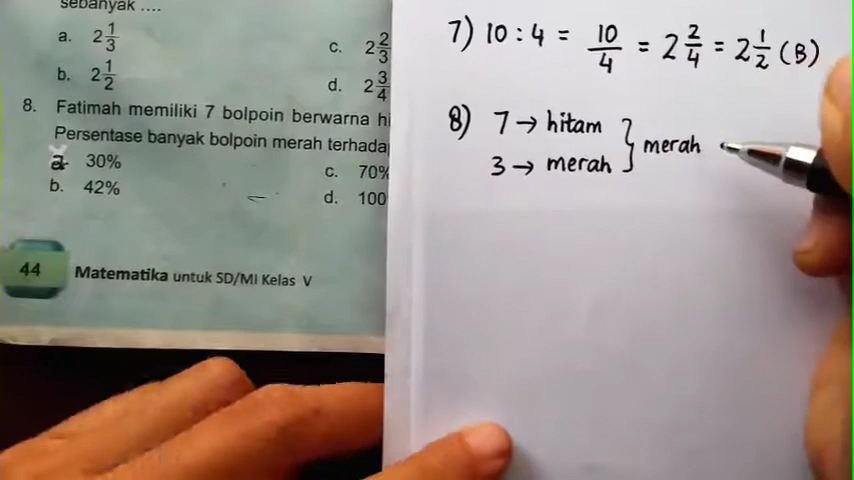 sebanyak ....
a. 2 1/3
c. 2 2/3
b. 2 1/2
d. 2 3/4
8. Fatimah memiliki 7 bolpoin berwarna
Persentase banyak bolpoin merah
a. 30%
c. 70%
b. 42%
d. 100
44 Matematika untuk SD/MI Kelas V
7) 10 : 4 = 10/4 = 2 2/4 = 2 1/2 (B)
8) 7 → hitam
3 → merah } merah